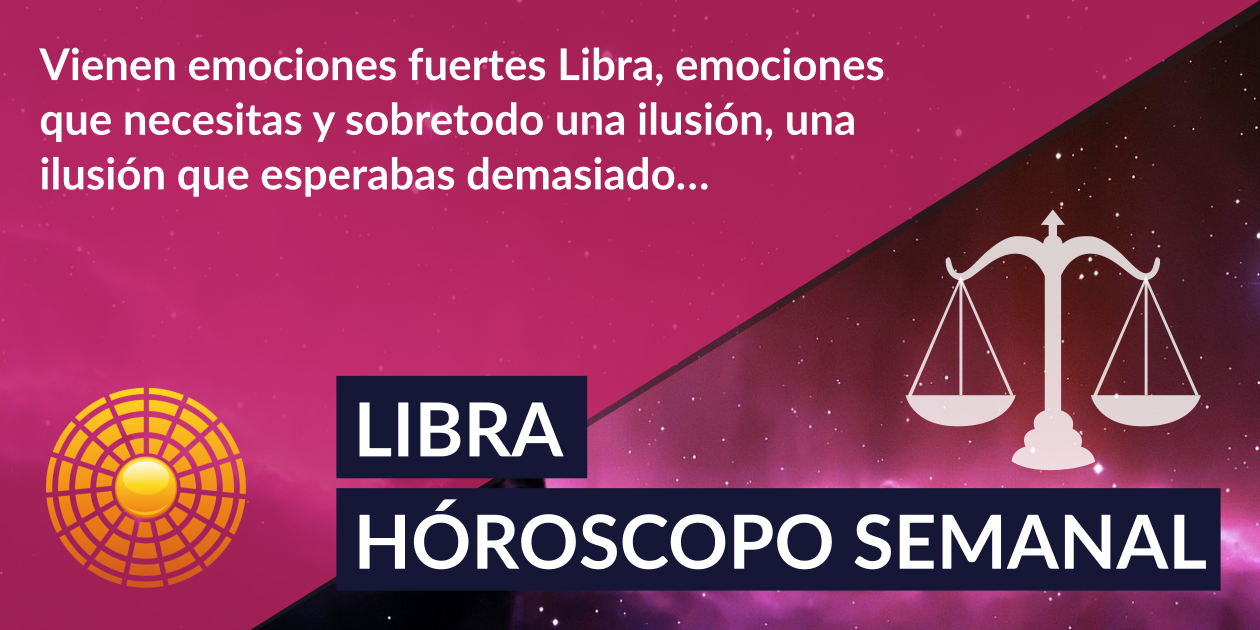 Vienen emociones fuertes Libra, emociones
que necesitas y sobretodo una ilusión, una
ilusión que esperabas demasiado...
LIBRA
HÓROSCOPO SEMANAL